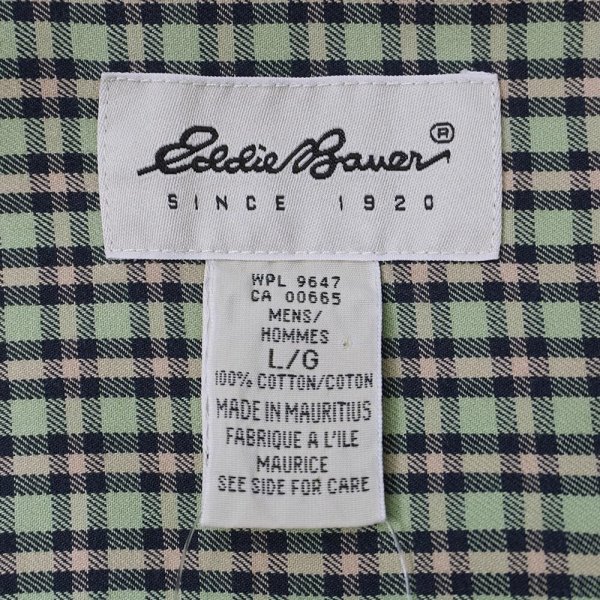 Eddie Bauer®
SINCE 1920
WPL 9647
CA 00665
MENS/
HOMMES
L/G
100% COTTON/COTON
MADE IN MAURITIUS
FABRIQUE A L'ILE
MAURICE
SEE SIDE FOR CARE